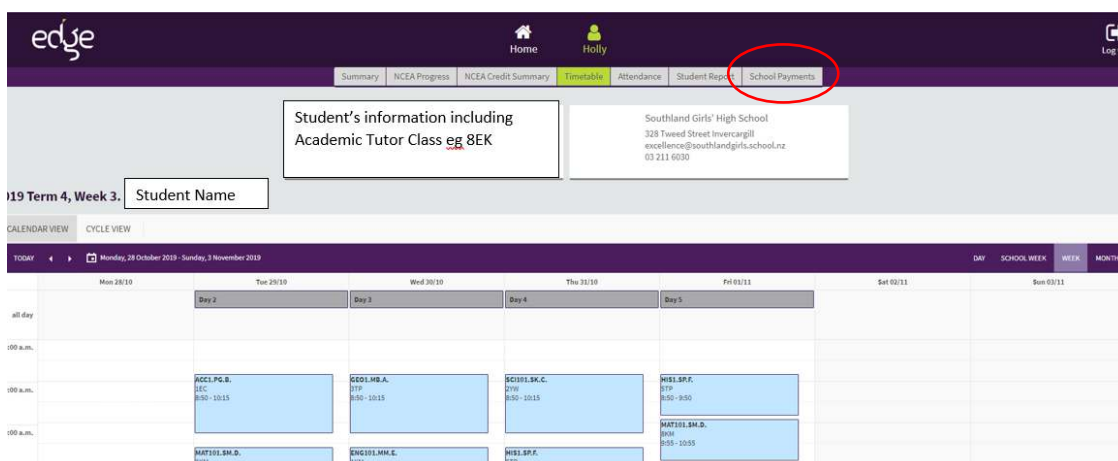 edge
Home
Holly
Log
Summary
NCEA Progress
NCEA Credit Summary
Timetable
Attendance
Student Report
School Payments
Student's information including
Academic Tutor Class eg 8EK
Southland Girls' High School
328 Tweed Street Invercargill
excellence@southlandgirls.school.nz
03 211 6030
19 Term 4, Week 3.
Student Name
CALENDAR VIEW
CYCLE VIEW
TODAY
Monday, 28 October 2019 - Sunday, 3 November 2019
DAY
SCHOOL WEEK
WEEK
MONTH
Mon 28/10
Tue 29/10
Wed 30/10
Thu 31/10
Fri 01/11
Sat 02/11
Sun 03/11
all day
Day 2
Day 3
Day 4
Day 5
:00 a.m.
:00 a.m.
ACC1.PG.B.
1EC
8:50 - 10:15
GEO1.MB.A.
3TP
8:50 - 10:15
SCI101.SK.C.
2YW
8:50 - 10:15
HIS1.SP.F.
5TP
8:50 - 9:50
:00 a.m.
MAT101.SM.D.
8KM
8:55 - 10:55
MAT101.SM.D.
ENG101.MM.E.
HIS1.SP.F.